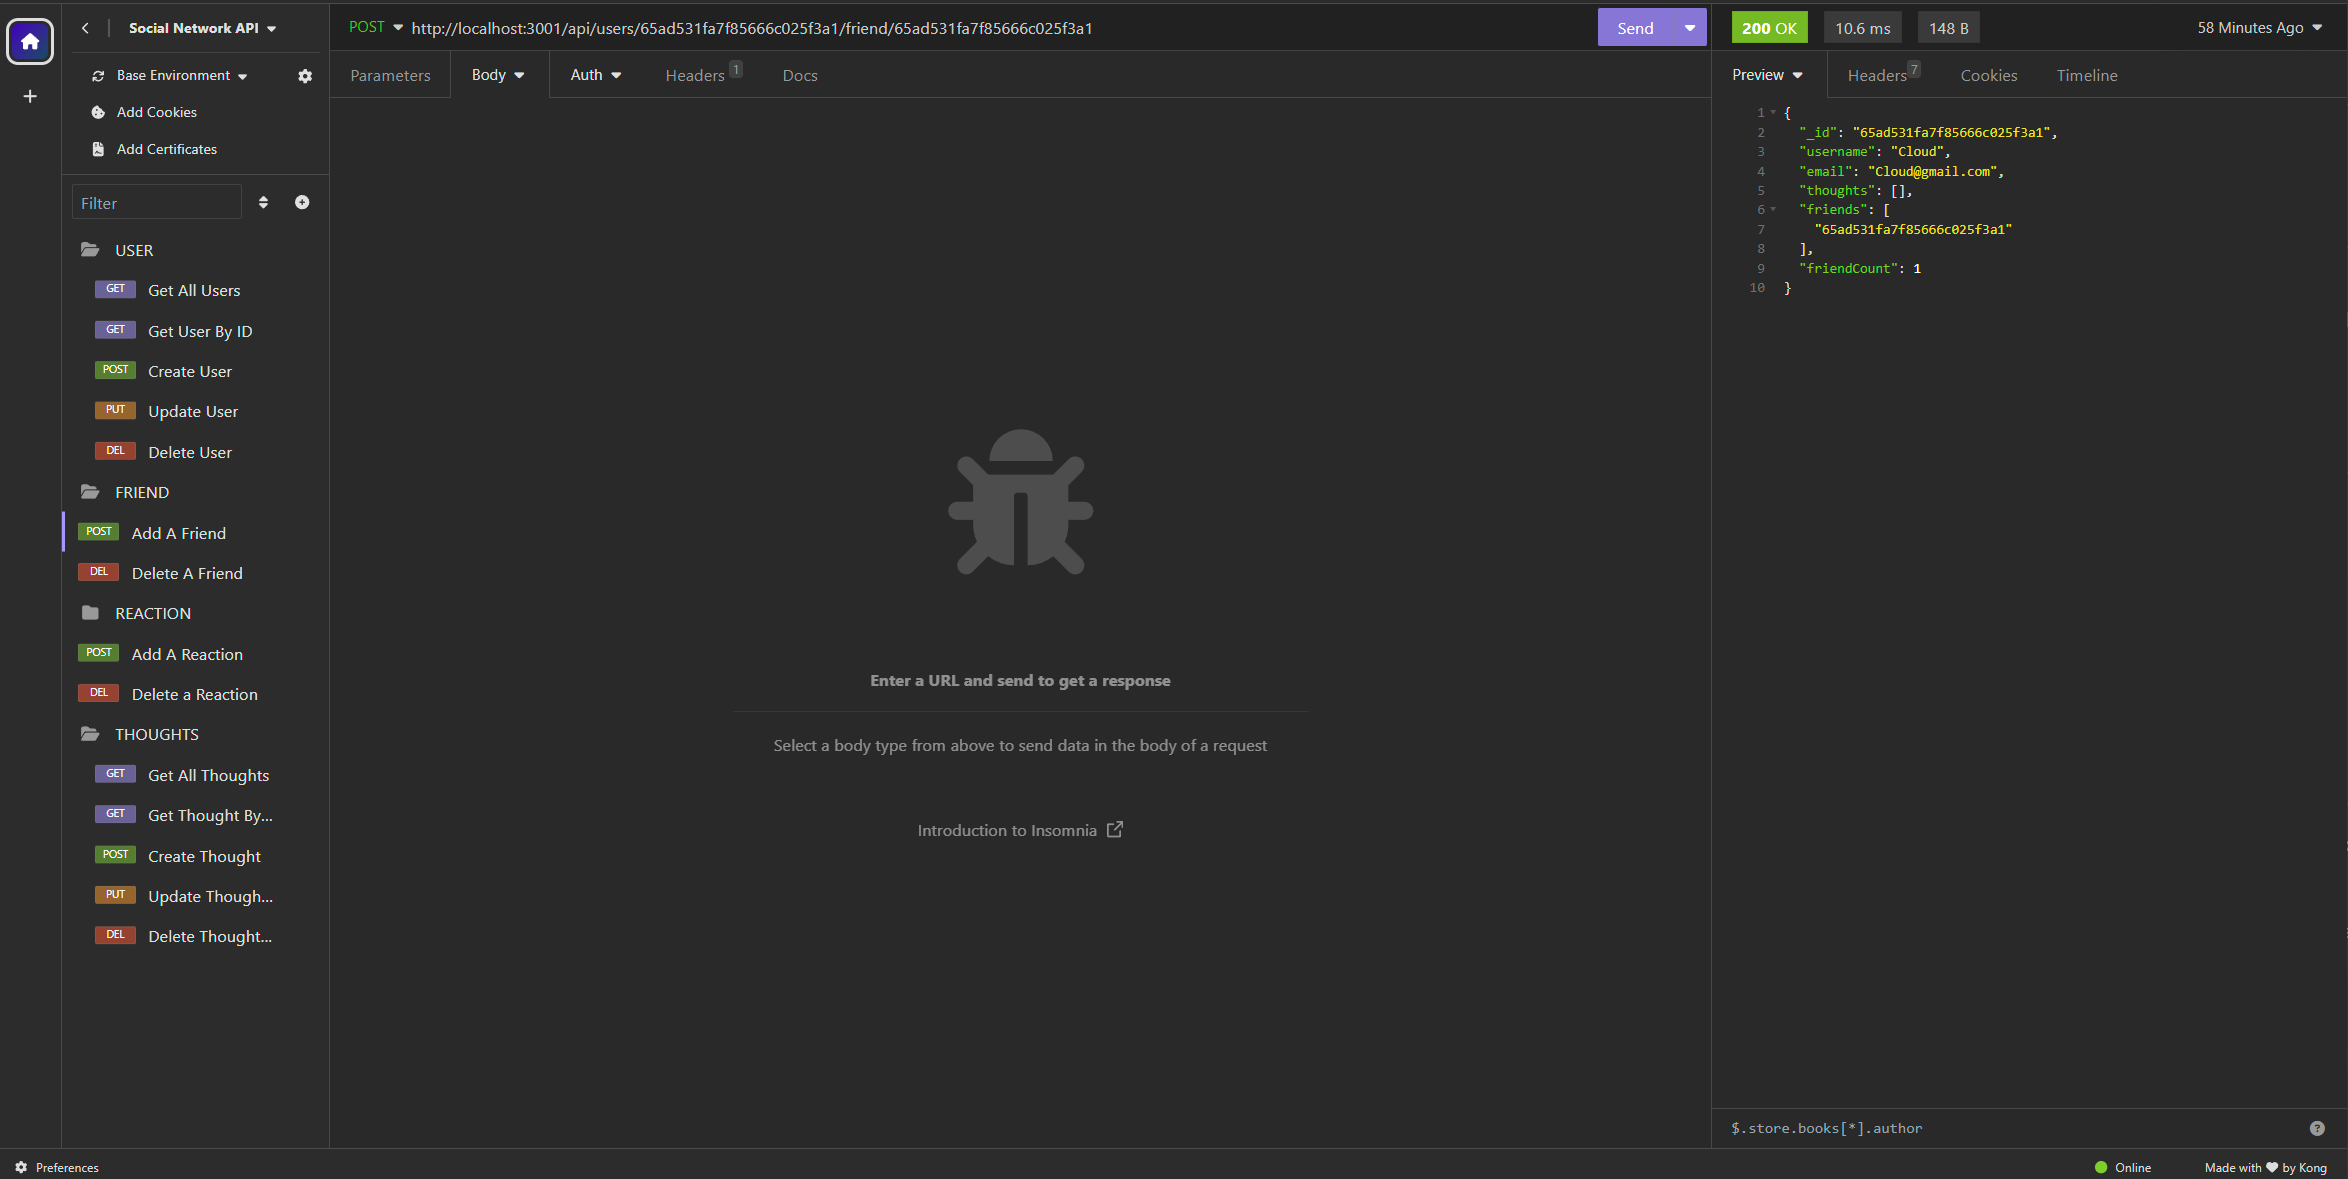 Social Network API
Base Environment
Add Cookies
Add Certificates
Filter
USER
GET Get All Users
GET Get User By ID
POST Create User
PUT Update User
DEL Delete User
FRIEND
POST Add A Friend
DEL Delete A Friend
REACTION
POST Add A Reaction
DEL Delete a Reaction
THOUGHTS
GET Get All Thoughts
GET Get Thought By...
POST Create Thought
PUT Update Though...
DEL Delete Thought...
Preferences
POST http://localhost:3001/api/users/65ad531fa7f85666c025f3a1/friend/65ad531fa7f85666c025f3a1 Send
Parameters Body Auth Headers 1 Docs
Enter a URL and send to get a response
Select a body type from above to send data in the body of a request
Introduction to Insomnia
200 OK 10.6 ms 148 B 58 Minutes Ago
Preview Headers 7 Cookies Timeline
1 {
2 "_id": "65ad531fa7f85666c025f3a1",
3 "username": "Cloud",
4 "email": "Cloud@gmail.com",
5 "thoughts": [],
6 "friends": [
7 "65ad531fa7f85666c025f3a1"
8 ],
9 "friendCount": 1
10 }
$.store.books[*].author
Online Made with ♥ by Kong